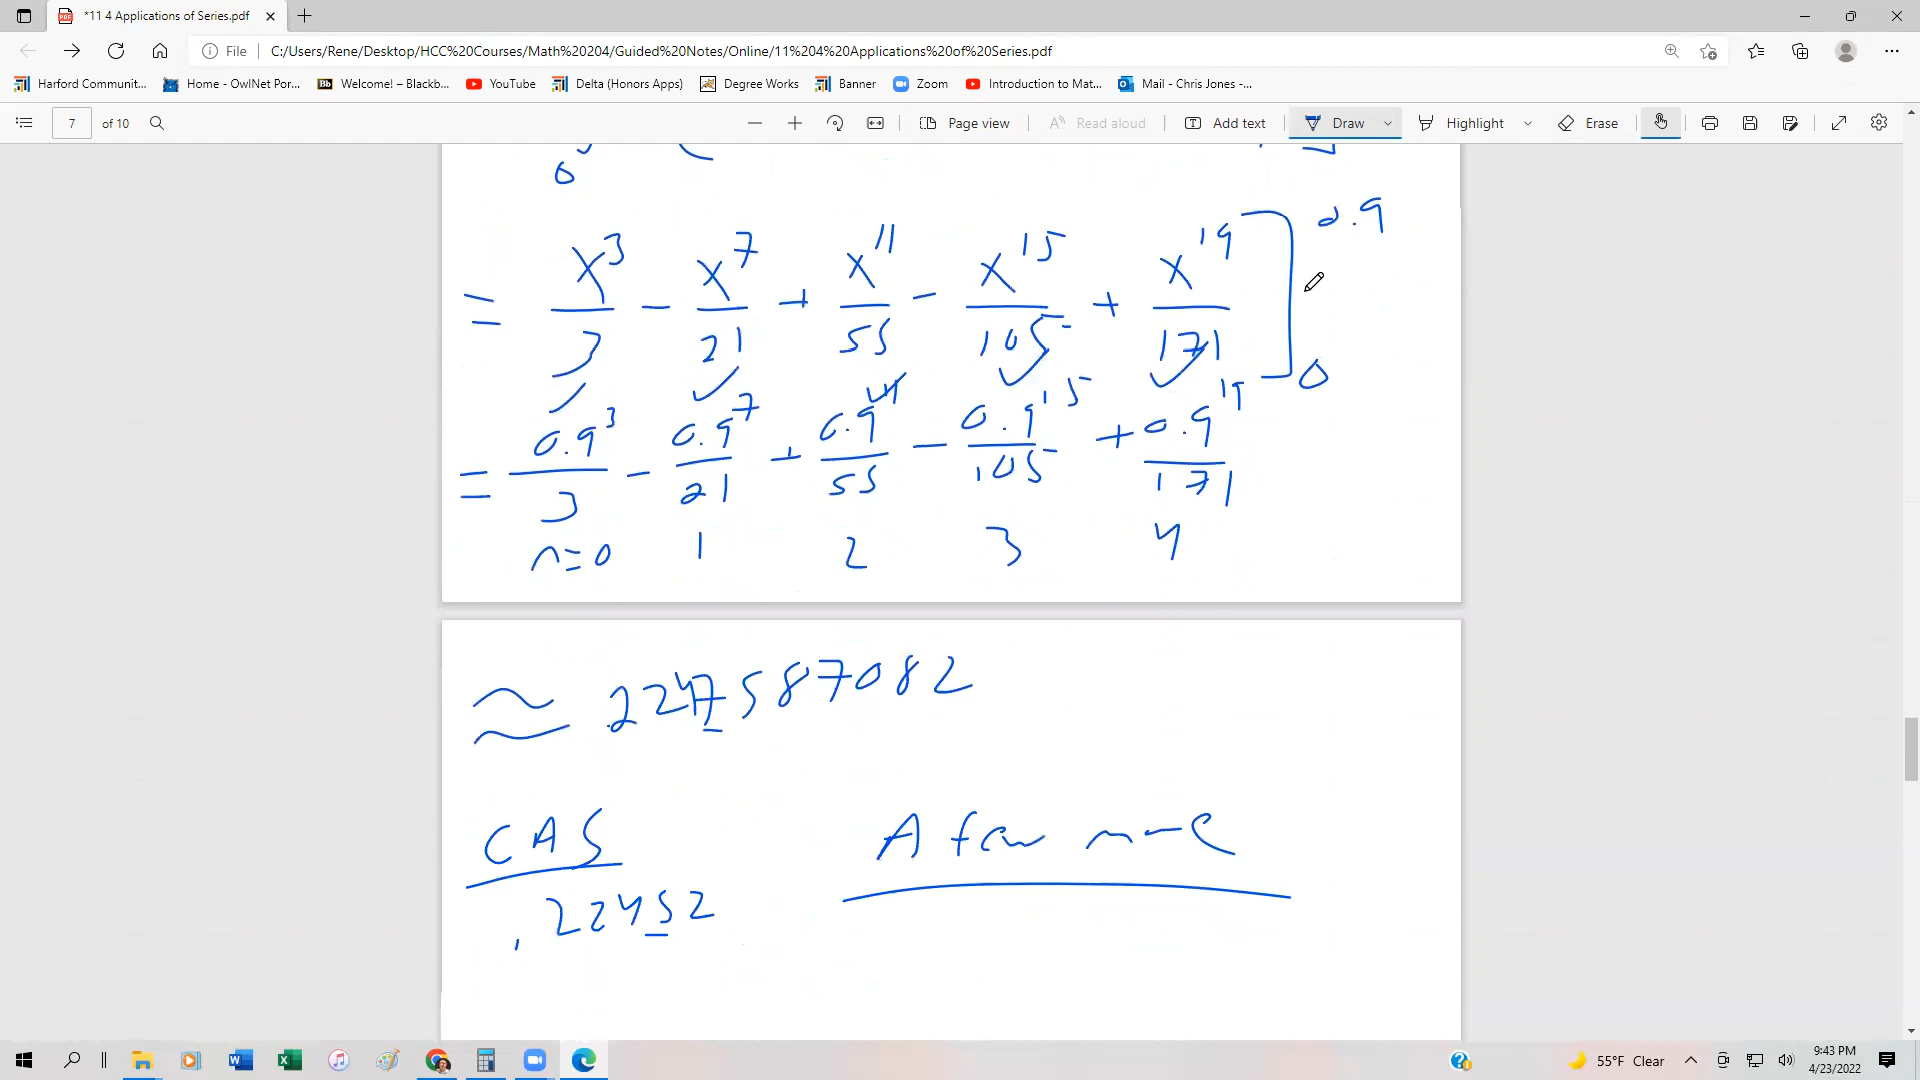 *11 4 Applications of Series.pdf
File C:/Users/Rene/Desktop/HCC%20Courses/Math%20204/Guided%20Notes/Online/11%204%20Applications%20of%20Series.pdf
Harford Communit... Home - OwlNet Por... Welcome! – Blackb... YouTube Delta (Honors Apps) Degree Works Banner Zoom Introduction to Mat... Mail - Chris Jones -...
7 of 10 Page view Read aloud Add text Draw Highlight Erase
0
= x^3/3 - x^7/21 + x^11/55 - x^15/105 + x^19/171 ] 0.9 0
= 0.9^3/3 - 0.9^7/21 + 0.9^11/55 - 0.9^15/105 + 0.9^19/171
n=0 1 2 3 4
≈ .2247587082
CAS A few more
.22452
55°F Clear 9:43 PM
4/23/2022